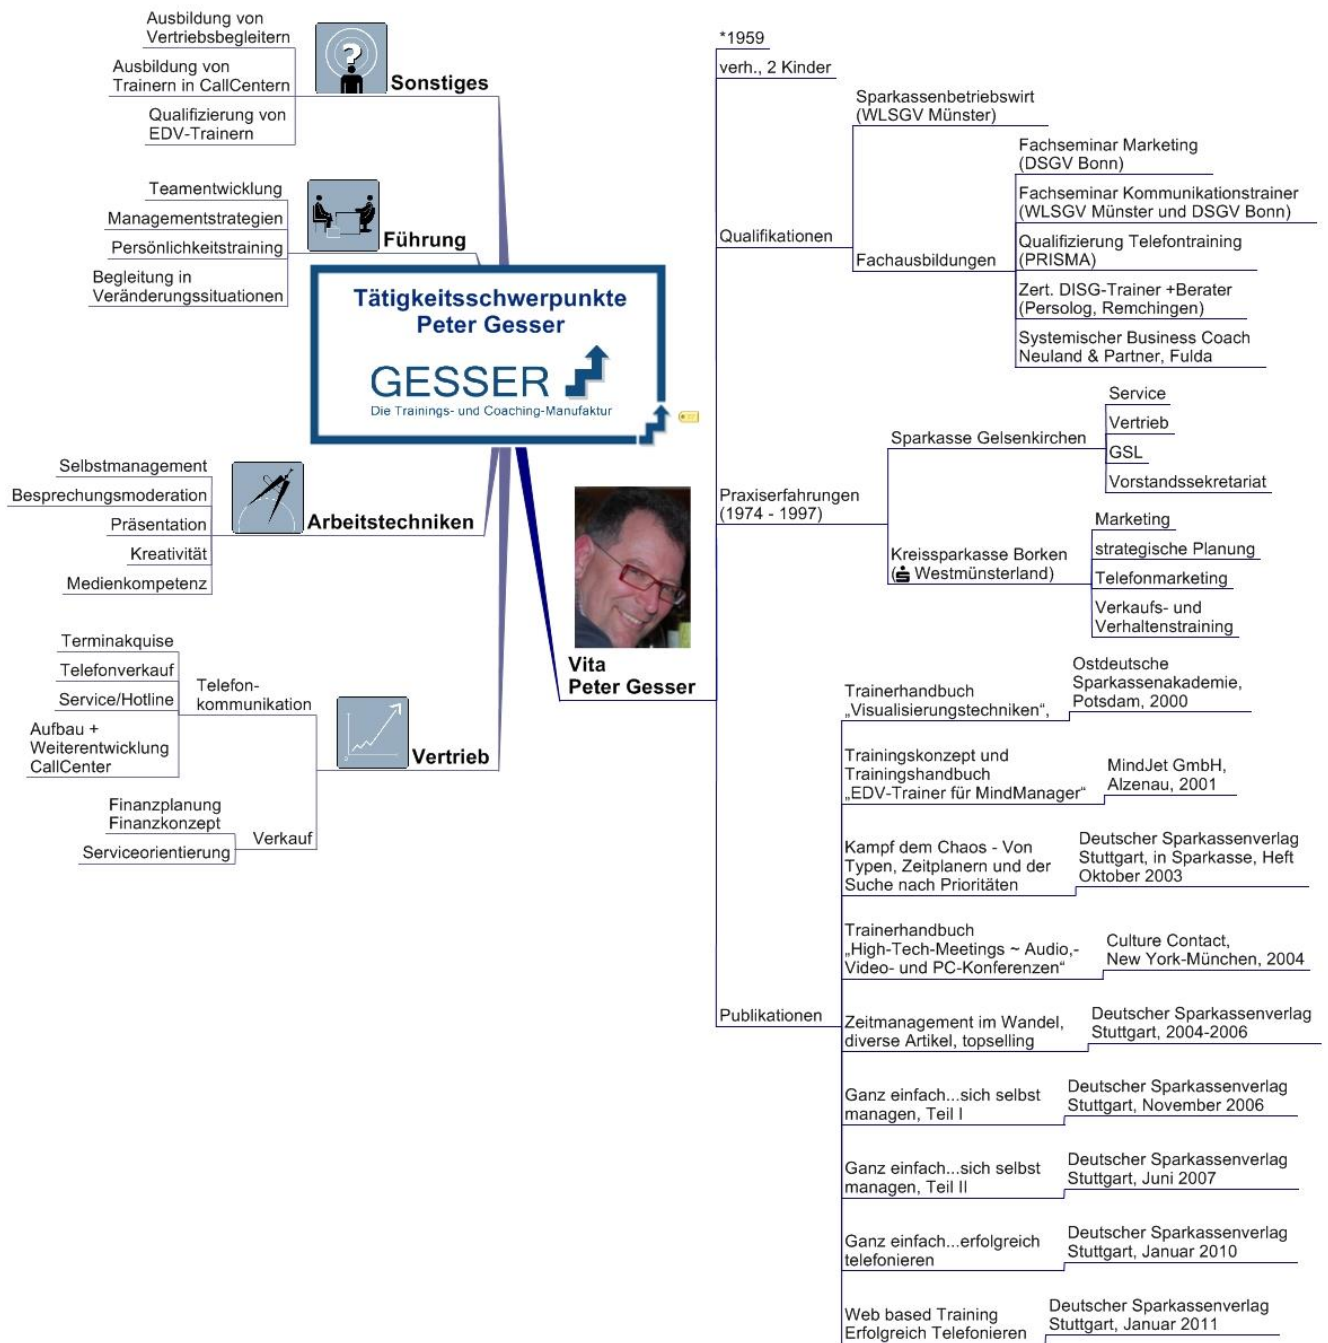 Ausbildung von
Vertriebsbegleitern
Ausbildung von
Trainern in CallCentern
Qualifizierung von
EDV-Trainern
?
Sonstiges
Teamentwicklung
Managementstrategien
Persönlichkeitstraining
Begleitung in
Veränderungssituationen
Führung
Tätigkeitsschwerpunkte
Peter Gesser
GESSER
Die Trainings- und Coaching-Manufaktur
Selbstmanagement
Besprechungsmoderation
Präsentation
Kreativität
Medienkompetenz
Arbeitstechniken
Terminakquise
Telefonverkauf
Service/Hotline
Aufbau +
Weiterentwicklung
CallCenter
Telefon-
kommunikation
Finanzplanung
Finanzkonzept
Serviceorientierung
Verkauf
0
Vertrieb
Vita
Peter Gesser
*1959
verh., 2 Kinder
Qualifikationen
Sparkassenbetriebswirt
(WLSGV Münster)
Fachausbildungen
Fachseminar Marketing
(DSGV Bonn)
Fachseminar Kommunikationstrainer
(WLSGV Münster und DSGV Bonn)
Qualifizierung Telefontraining
(PRISMA)
Zert. DISG-Trainer +Berater
(Persolog, Remchingen)
Systemischer Business Coach
Neuland & Partner, Fulda
Praxiserfahrungen
(1974 - 1997)
Sparkasse Gelsenkirchen
Service
Vertrieb
GSL
Vorstandssekretariat
Kreissparkasse Borken
( Westmünsterland)
Marketing
strategische Planung
Telefonmarketing
Verkaufs- und
Verhaltenstraining
Publikationen
Trainerhandbuch
„Visualisierungstechniken“,
Ostdeutsche
Sparkassenakademie,
Potsdam, 2000
Trainingskonzept und
Trainingshandbuch
„EDV-Trainer für MindManager“
MindJet GmbH,
Alzenau, 2001
Kampf dem Chaos - Von
Typen, Zeitplanern und der
Suche nach Prioritäten
Deutscher Sparkassenverlag
Stuttgart, in Sparkasse, Heft
Oktober 2003
Trainerhandbuch
„High-Tech-Meetings ~ Audio,-
Video- und PC-Konferenzen“
Culture Contact,
New York-München, 2004
Zeitmanagement im Wandel,
diverse Artikel, topselling
Deutscher Sparkassenverlag
Stuttgart, 2004-2006
Ganz einfach...sich selbst
managen, Teil I
Deutscher Sparkassenverlag
Stuttgart, November 2006
Ganz einfach...sich selbst
managen, Teil II
Deutscher Sparkassenverlag
Stuttgart, Juni 2007
Ganz einfach...erfolgreich
telefonieren
Deutscher Sparkassenverlag
Stuttgart, Januar 2010
Web based Training
Erfolgreich Telefonieren
Deutscher Sparkassenverlag
Stuttgart, Januar 2011